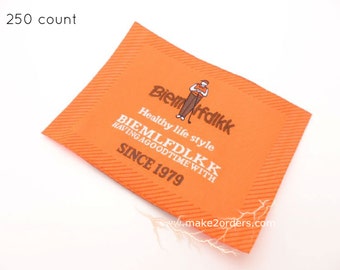 250 count
Biemlfdlkk
Healthy life style
BIEMLFDLKK
HAVING A GOOD TIME WITH
SINCE 1979
www.make2orders.com